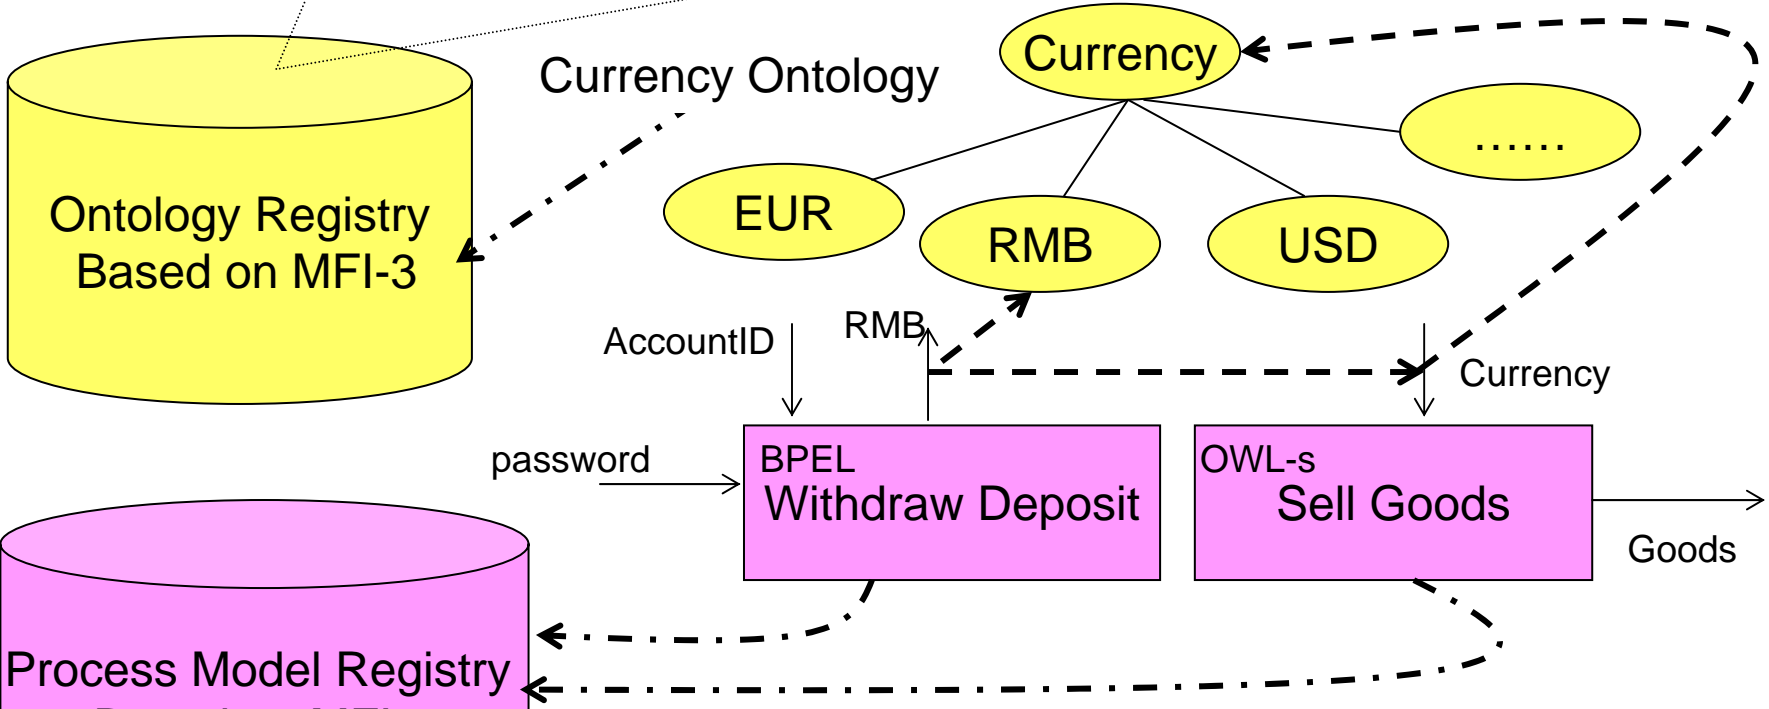 Currency
Currency Ontology
……
Ontology Registry
Based on MFI-3
EUR
RMB
USD
AccountID
RMB
Currency
password
BPEL
Withdraw Deposit
OWL-s
Sell Goods
Goods
Process Model Registry